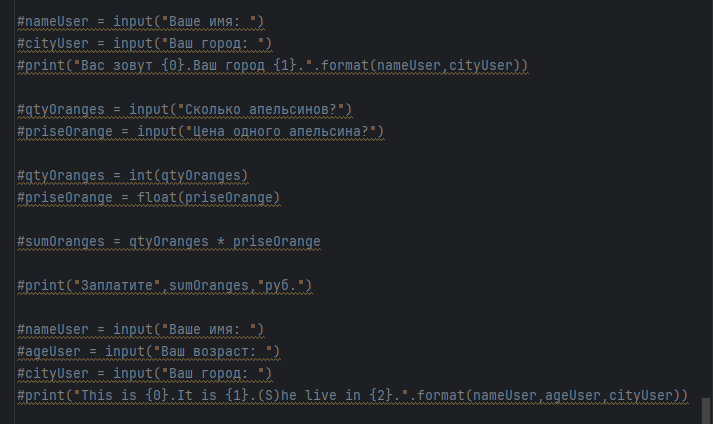 #nameUser = input("Ваше имя: ")
#cityUser = input("Ваш город: ")
#print("Вас зовут {0}.Ваш город {1}.".format(nameUser,cityUser))
#qtyOranges = input("Сколько апельсинов?")
#priseOrange = input("Цена одного апельсина?")
#qtyOranges = int(qtyOranges)
#priseOrange = float(priseOrange)
#sumOranges = qtyOranges * priseOrange
#print("Заплатите",sumOranges,"руб.")
#nameUser = input("Ваше имя: ")
#ageUser = input("Ваш возраст: ")
#cityUser = input("Ваш город: ")
#print("This is {0}.It is {1}.(S)he live in {2}.".format(nameUser,ageUser,cityUser))